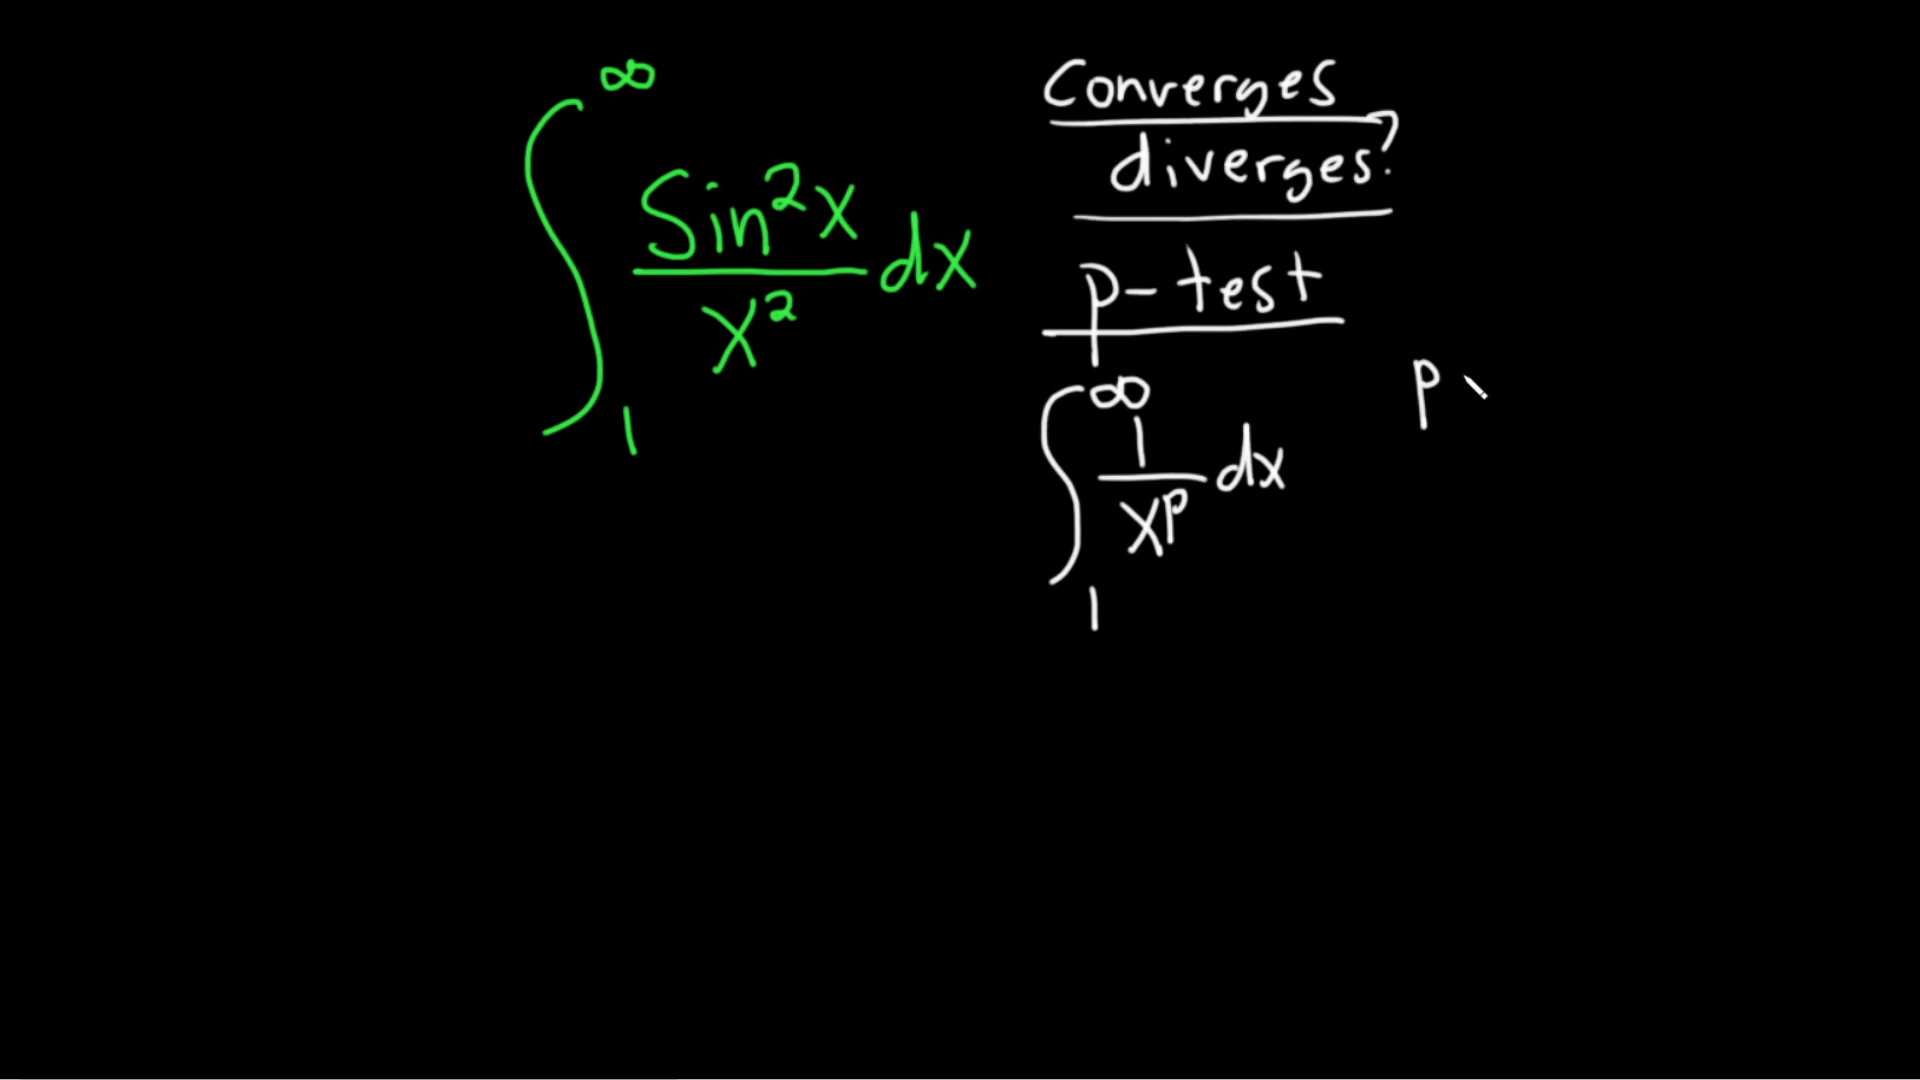 ∫₁^∞ Sin²x/x² dx
Converges
diverges?
p-test
∫₁^∞ 1/x^p dx
p